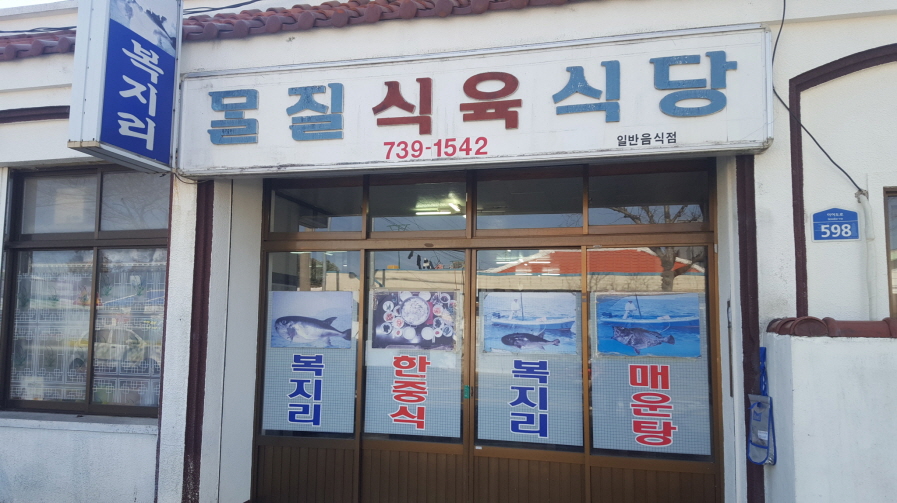 복지리
몰질식육식당
739-1542
일반음식점
598
복지리
한중식
복지리
매운탕